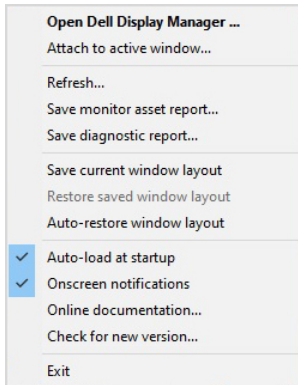 Open Dell Display Manager ...
Attach to active window...
Refresh...
Save monitor asset report...
Save diagnostic report...
Save current window layout
Restore saved window layout
Auto-restore window layout
Auto-load at startup
Onscreen notifications
Online documentation...
Check for new version...
Exit